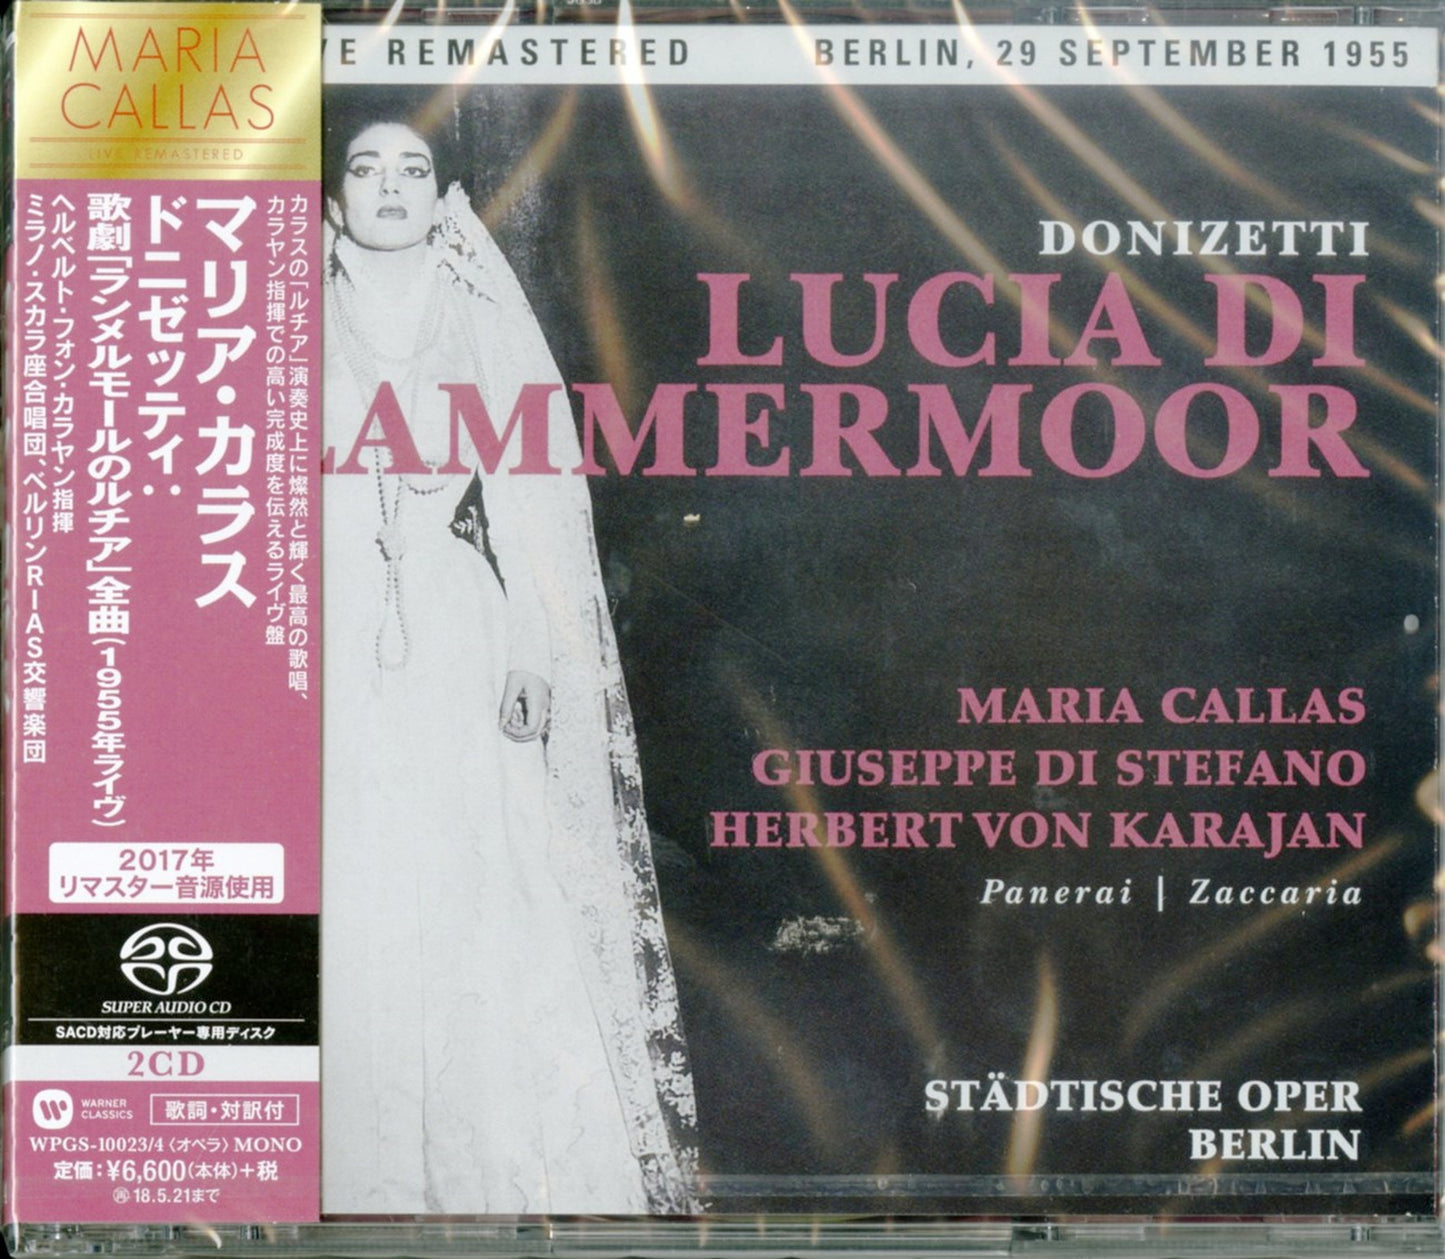 MARIA
CALLAS
LIVE REMASTERED
カラスの「ルチア」演奏史上に燦然と輝く最高の歌唱、
カラヤン指揮での高い完成度を伝えるライヴ盤
マリア・カラス
ドニゼッティ:
歌劇「ランメルモールのルチア」全曲(1955年ライヴ)
ヘルベルト・フォン・カラヤン指揮
ミラノ・スカラ座合唱団、ベルリンRIAS交響楽団
2017年
リマスター音源使用
SUPER AUDIO CD
SACD対応プレーヤー専用ディスク
2CD
WARNER
CLASSICS
歌詞・対訳付
WPGS-10023/4〈オペラ〉MONO
定価:¥6,600(本体)+税
㊢18.5.21まで
VE REMASTERED BERLIN, 29 SEPTEMBER 1955
DONIZETTI
LUCIA DI
LAMMERMOOR
MARIA CALLAS
GIUSEPPE DI STEFANO
HERBERT VON KARAJAN
Panerai | Zaccaria
STÄDTISCHE OPER
BERLIN